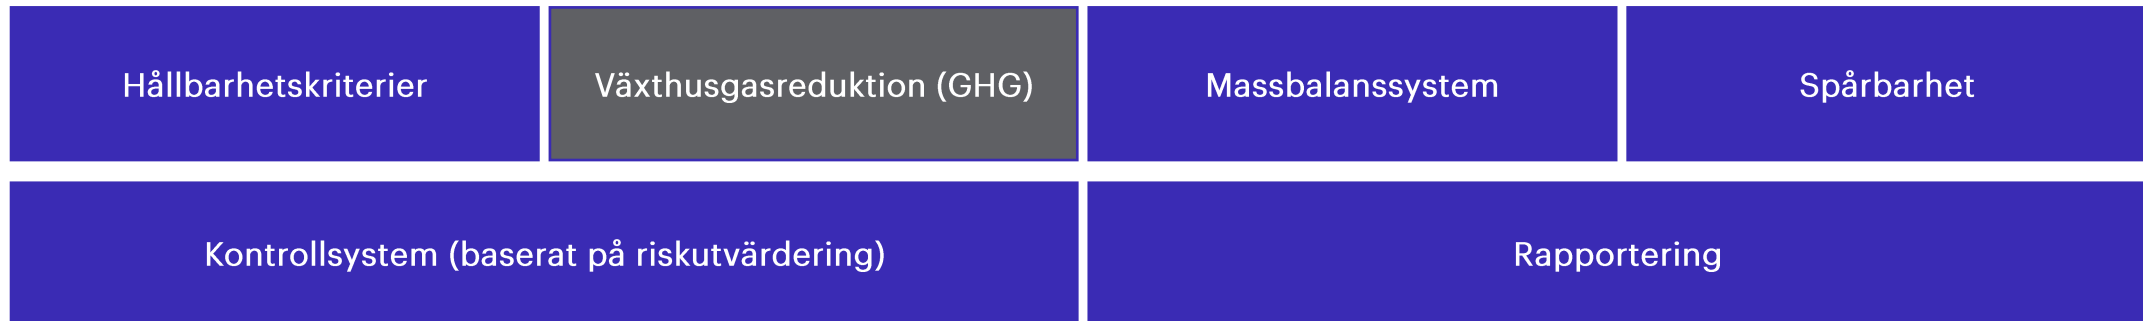 Hållbarhetskriterier
Växthusgasreduktion (GHG)
Massbalanssystem
Spårbarhet
Kontrollsystem (baserat på riskutvärdering)
Rapportering